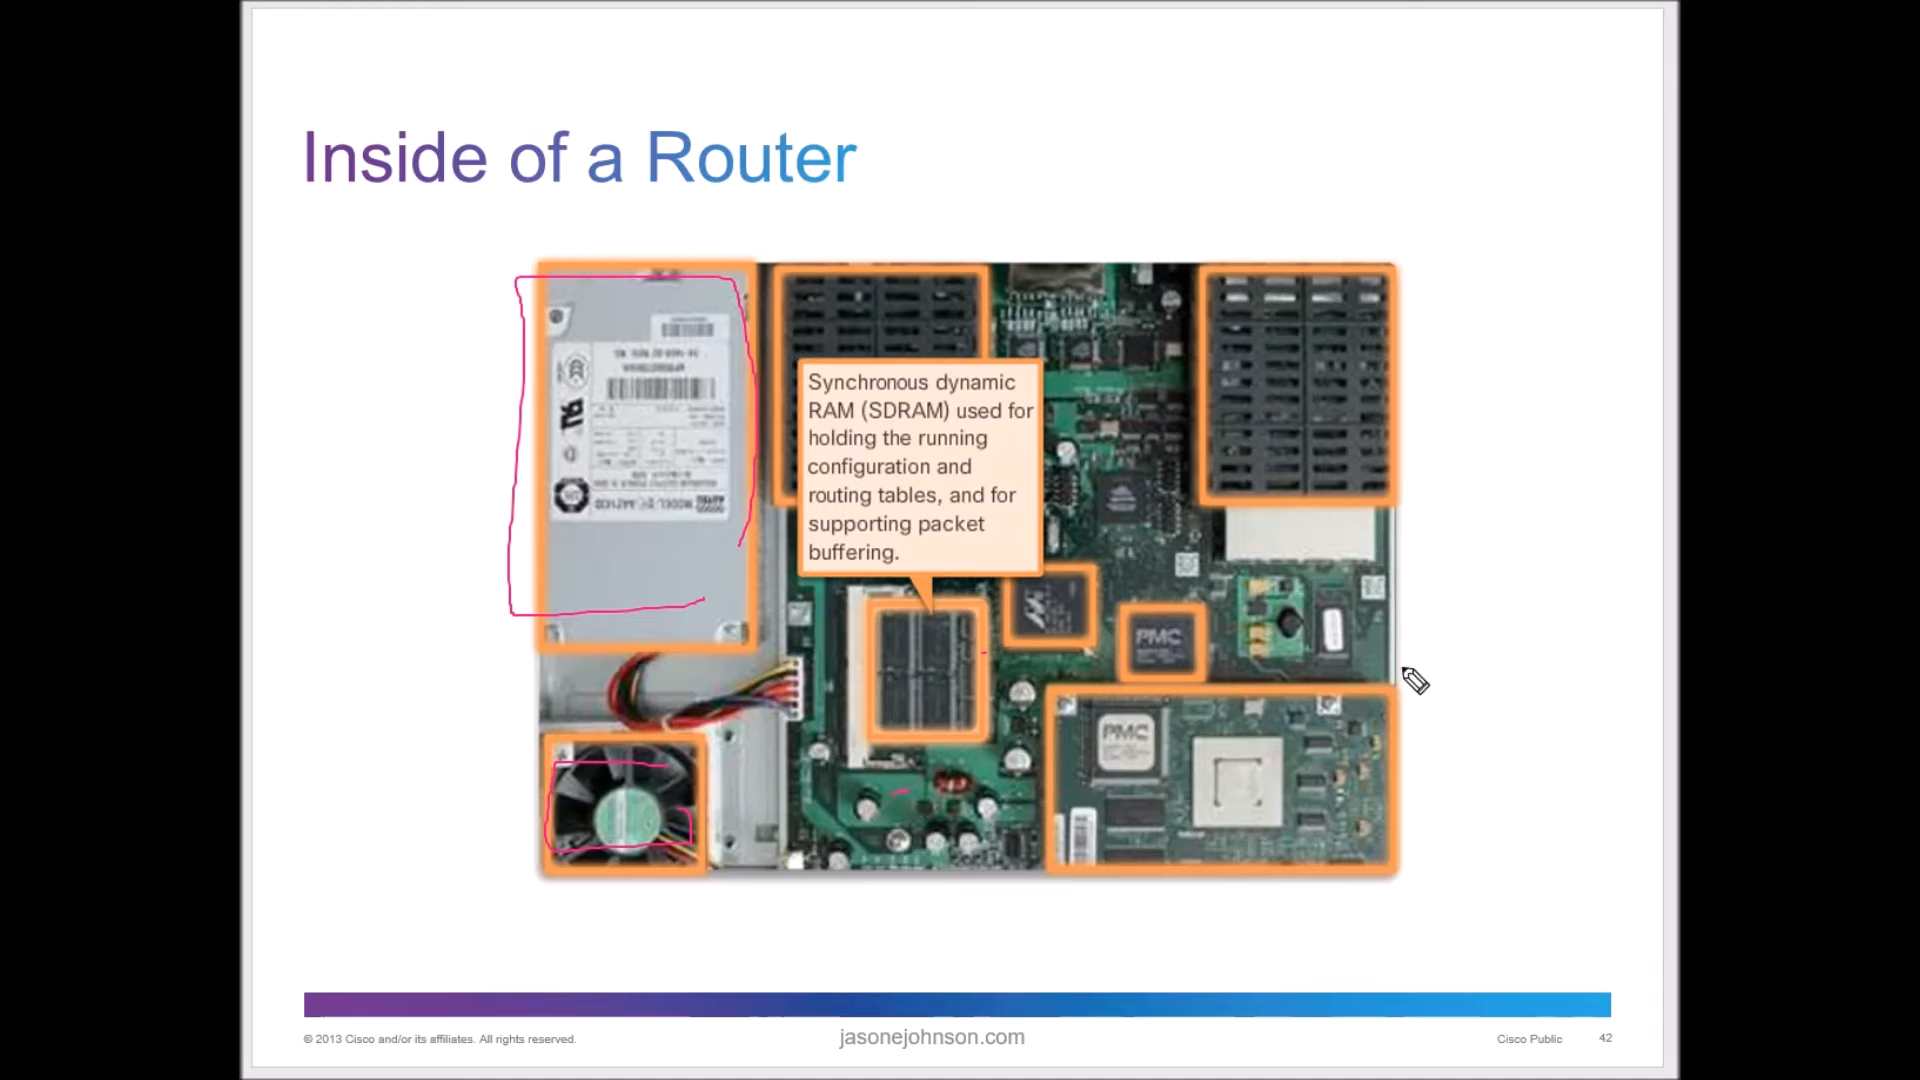 Inside of a Router
Synchronous dynamic
RAM (SDRAM) used for
holding the running
configuration and
routing tables, and for
supporting packet
buffering.
PMC
PMC
© 2013 Cisco and/or its affiliates. All rights reserved.
jasonejohnson.com
Cisco Public
42